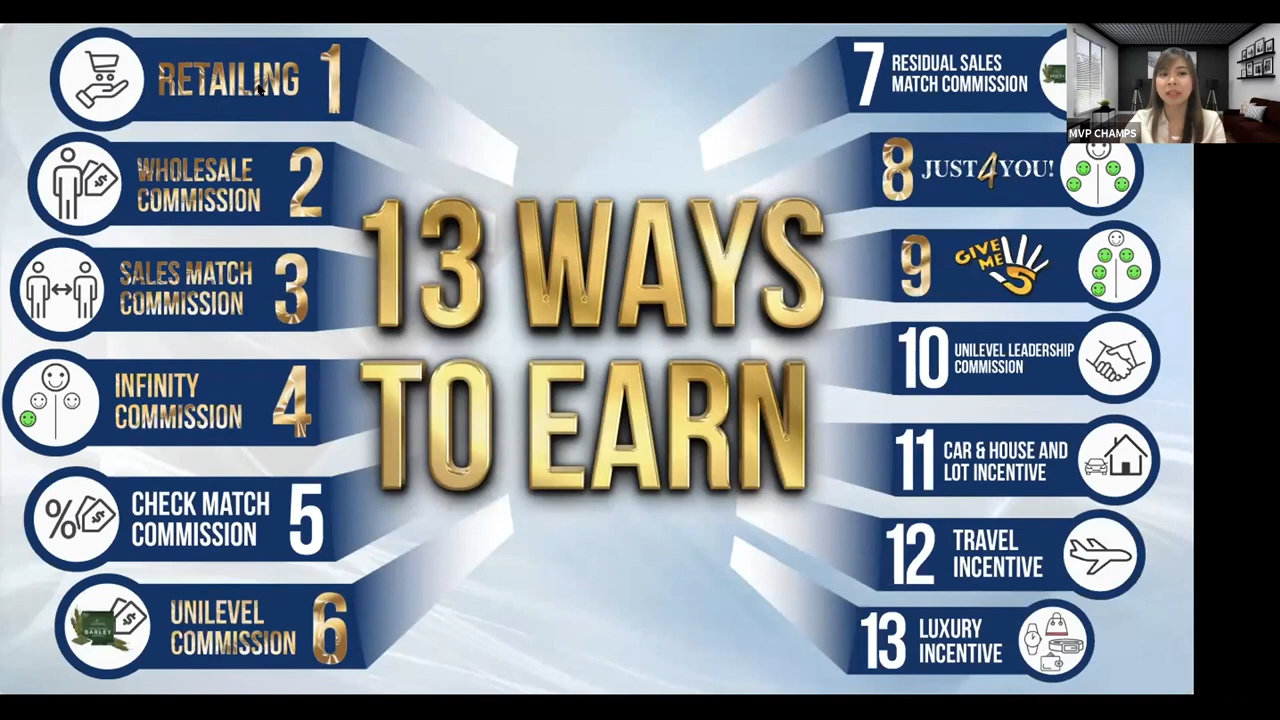 RETAILING 1
WHOLESALE
COMMISSION 2
SALES MATCH
COMMISSION 3
INFINITY
COMMISSION 4
CHECK MATCH
COMMISSION 5
UNILEVEL
COMMISSION 6
BARLEY
13 WAYS
TO EARN
7 RESIDUAL SALES
MATCH COMMISSION
8 JUST4YOU!
9 GIVE
ME 5
10 UNILEVEL LEADERSHIP
COMMISSION
11 CAR & HOUSE AND
LOT INCENTIVE
12 TRAVEL
INCENTIVE
13 LUXURY
INCENTIVE
MVP CHAMPS